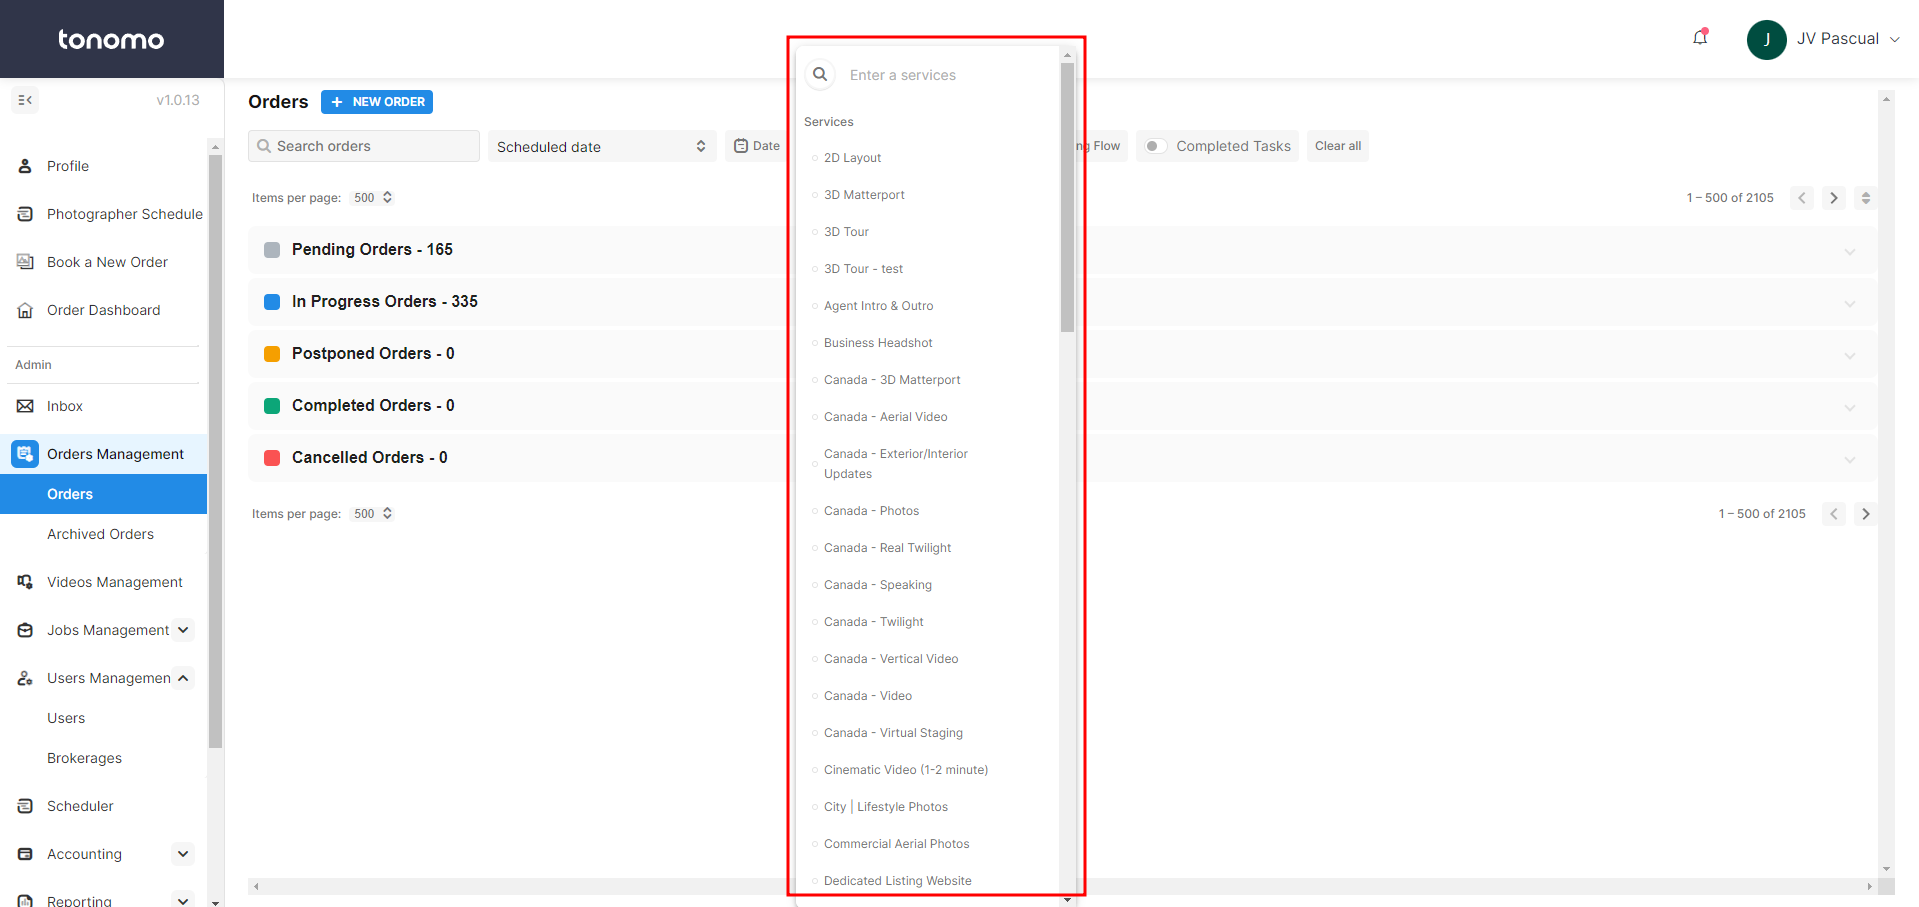 tonomo
JV Pascual
J
v1.0.13
Profile
Photographer Schedule
Book a New Order
Order Dashboard
Admin
Inbox
Orders Management
Orders
Archived Orders
Videos Management
Jobs Management
Users Managemen
Users
Brokerages
Scheduler
Accounting
Reporting
Orders
+ NEW ORDER
Search orders
Scheduled date
Date
ng Flow
Completed Tasks
Clear all
Items per page: 500
1 – 500 of 2105
Pending Orders - 165
In Progress Orders - 335
Postponed Orders - 0
Completed Orders - 0
Cancelled Orders - 0
Items per page: 500
1 – 500 of 2105
Enter a services
Services
2D Layout
3D Matterport
3D Tour
3D Tour - test
Agent Intro & Outro
Business Headshot
Canada - 3D Matterport
Canada - Aerial Video
Canada - Exterior/Interior
Updates
Canada - Photos
Canada - Real Twilight
Canada - Speaking
Canada - Twilight
Canada - Vertical Video
Canada - Video
Canada - Virtual Staging
Cinematic Video (1-2 minute)
City | Lifestyle Photos
Commercial Aerial Photos
Dedicated Listing Website